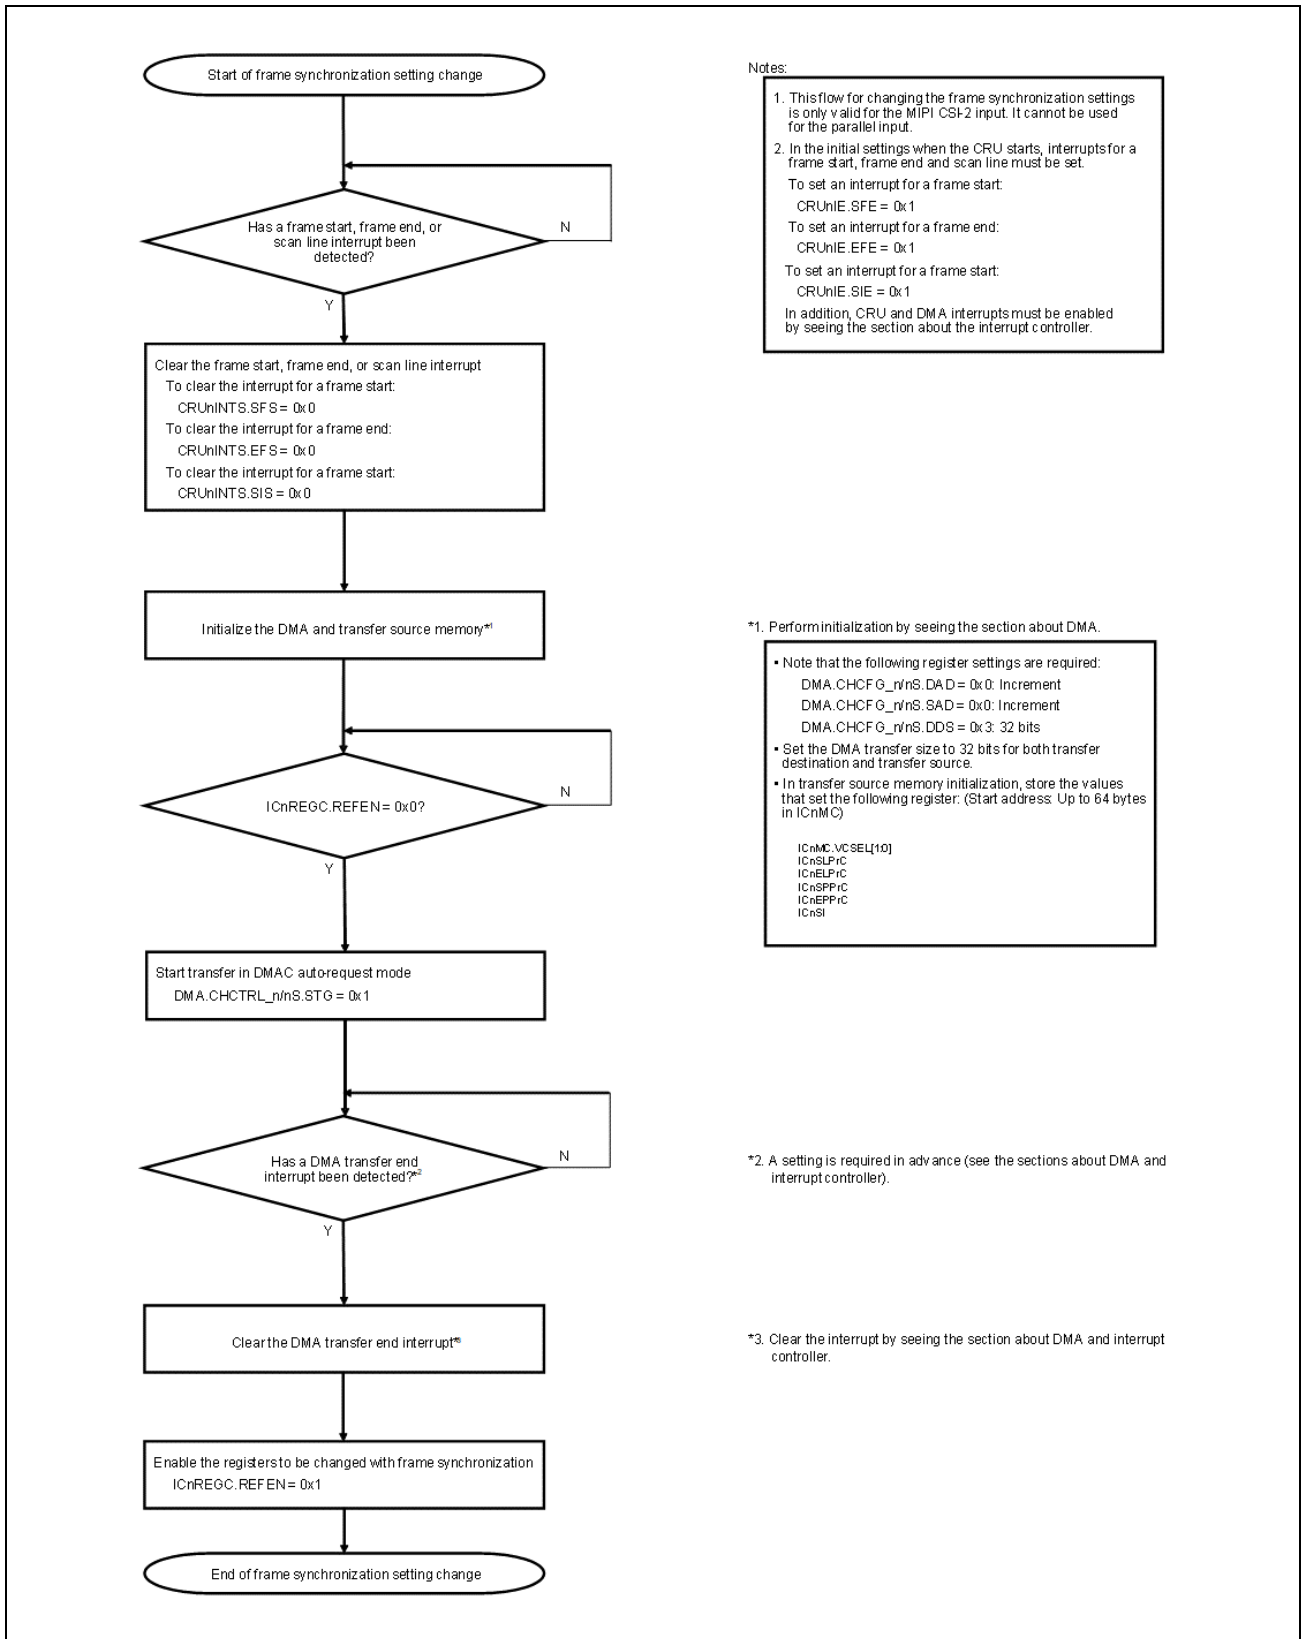 Start of frame synchronization setting change
Has a frame start, frame end, or
scan line interrupt been
detected?
N
Y
Clear the frame start, frame end, or scan line interrupt
To clear the interrupt for a frame start:
CRUnINTS.SFS = 0x0
To clear the interrupt for a frame end:
CRUnINTS.EFS = 0x0
To clear the interrupt for a frame start:
CRUnINTS.SIS = 0x0
Initialize the DMA and transfer source memory*1
ICnREGC.REFEN = 0x0?
N
Y
Start transfer in DMAC auto-request mode
DMA.CHCTRL_n/nS.STG = 0x1
Has a DMA transfer end
interrupt been detected?*2
N
Y
Clear the DMA transfer end interrupt*3
Enable the registers to be changed with frame synchronization
ICnREGC.REFEN = 0x1
End of frame synchronization setting change
Notes:
1. This flow for changing the frame synchronization settings
is only valid for the MIPI CSI-2 input. It cannot be used
for the parallel input.
2. In the initial settings when the CRU starts, interrupts for a
frame start, frame end and scan line must be set.
To set an interrupt for a frame start:
CRUnIE.SFE = 0x1
To set an interrupt for a frame end:
CRUnIE.EFE = 0x1
To set an interrupt for a frame start:
CRUnIE.SIE = 0x1
In addition, CRU and DMA interrupts must be enabled
by seeing the section about the interrupt controller.
*1. Perform initialization by seeing the section about DMA.
▪ Note that the following register settings are required:
DMA.CHCFG_n/nS.DAD = 0x0: Increment
DMA.CHCFG_n/nS.SAD = 0x0: Increment
DMA.CHCFG_n/nS.DDS = 0x3: 32 bits
▪ Set the DMA transfer size to 32 bits for both transfer
destination and transfer source.
▪ In transfer source memory initialization, store the values
that set the following register: (Start address: Up to 64 bytes
in ICnMC)
ICnMC.VCSEL[1:0]
ICnSLPrC
ICnELPrC
ICnSPPrC
ICnEPPrC
ICnSI
*2. A setting is required in advance (see the sections about DMA and
interrupt controller).
*3. Clear the interrupt by seeing the section about DMA and interrupt
controller.